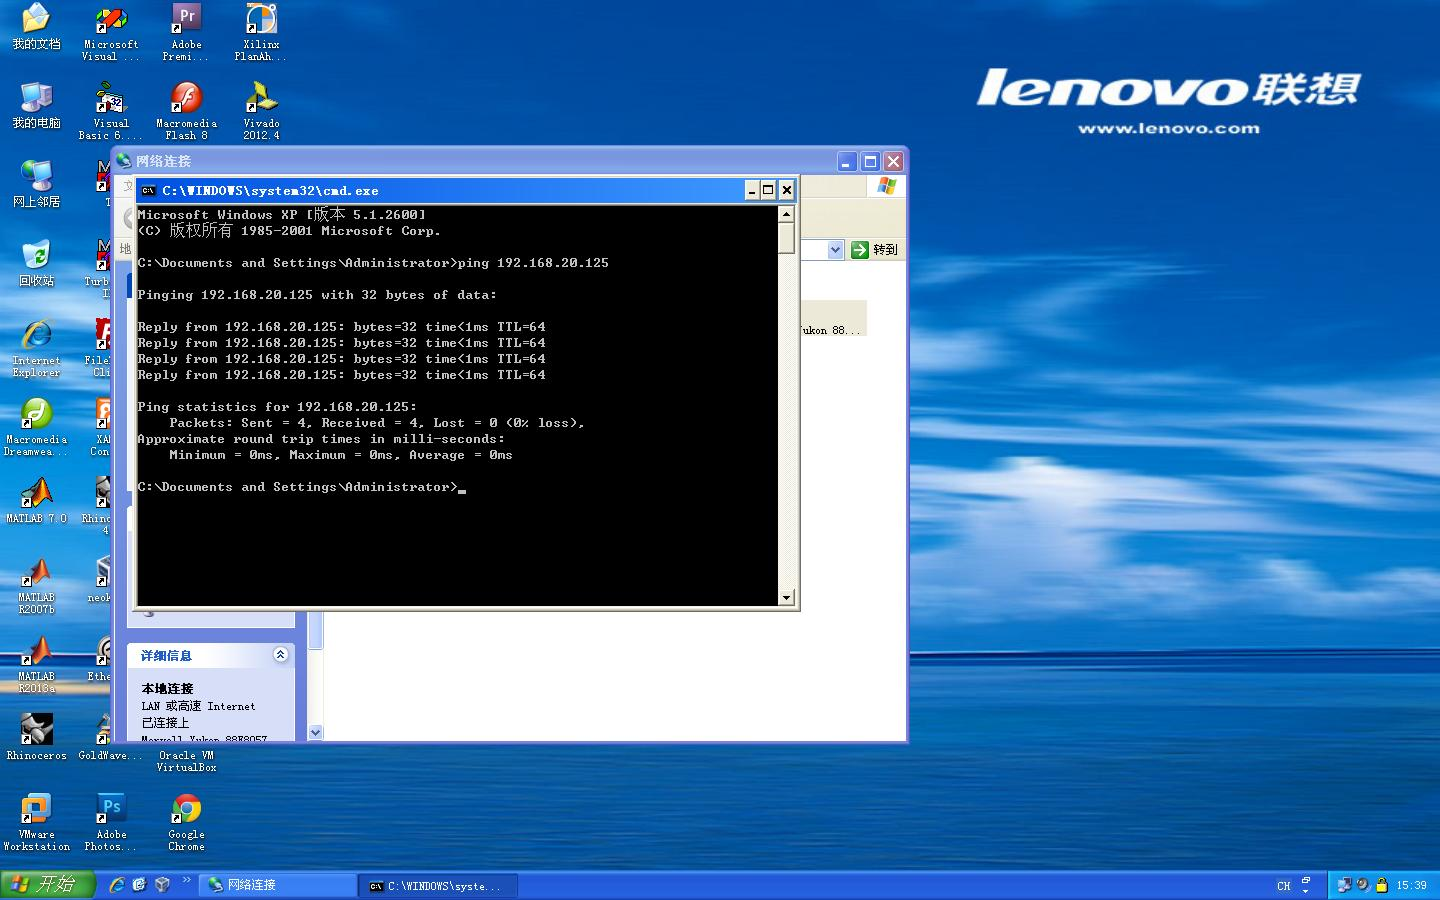 我的文档
Microsoft Visual ...
Adobe Premi...
Xilinx PlanAh...
lenovo联想
www.lenovo.com
我的电脑
Visual Basic 6....
Macromedia Flash 8
Vivado 2012.4
网上邻居
回收站
Internet Explorer
Macromedia Dreamwea...
MATLAB 7.0
MATLAB R2007b
MATLAB R2013a
Rhinoceros
GoldWave...
Oracle VM VirtualBox
VMware Workstation
Adobe Photos...
Google Chrome
网络连接
转到
C:\WINDOWS\system32\cmd.exe
Microsoft Windows XP [版本 5.1.2600]
(C) 版权所有 1985-2001 Microsoft Corp.
C:\Documents and Settings\Administrator>ping 192.168.20.125
Pinging 192.168.20.125 with 32 bytes of data:
Reply from 192.168.20.125: bytes=32 time<1ms TTL=64
Reply from 192.168.20.125: bytes=32 time<1ms TTL=64
Reply from 192.168.20.125: bytes=32 time<1ms TTL=64
Reply from 192.168.20.125: bytes=32 time<1ms TTL=64
Ping statistics for 192.168.20.125:
Packets: Sent = 4, Received = 4, Lost = 0 (0% loss),
Approximate round trip times in milli-seconds:
Minimum = 0ms, Maximum = 0ms, Average = 0ms
C:\Documents and Settings\Administrator>
详细信息
本地连接
LAN 或高速 Internet
已连接上
开始
网络连接
C:\WINDOWS\syste...
CH
15:39